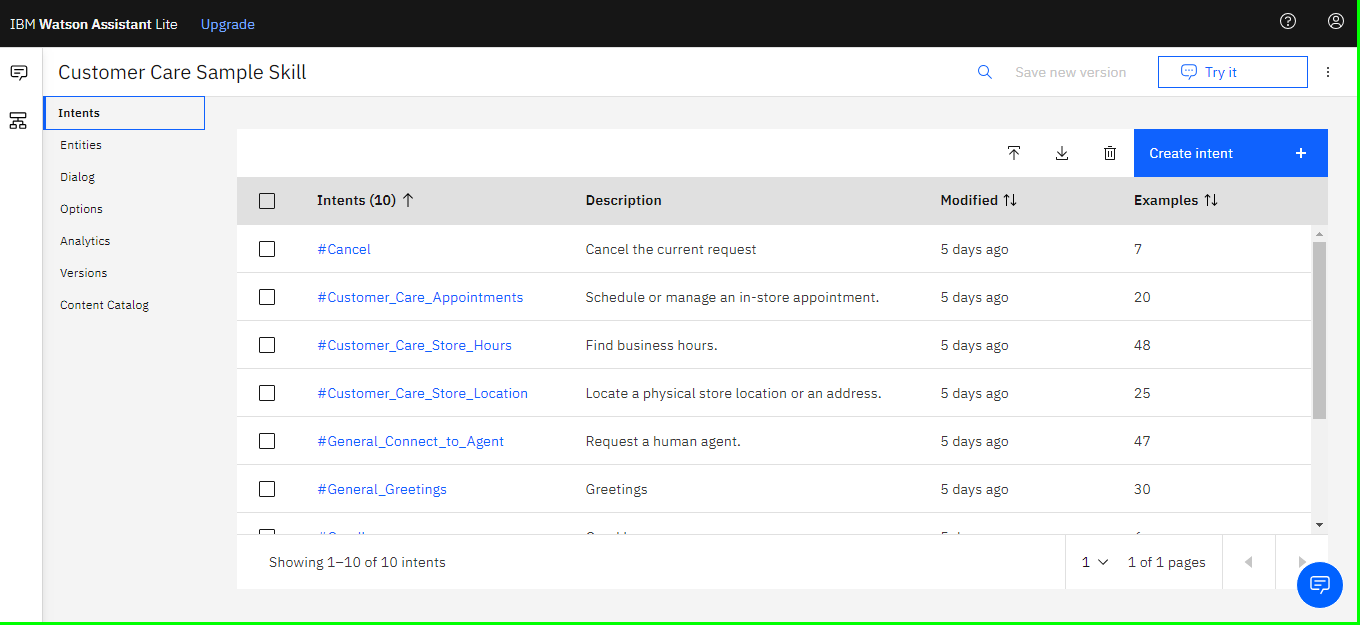 IBM Watson Assistant Lite Upgrade
Customer Care Sample Skill
Save new version
Try it
Intents
Entities
Dialog
Options
Analytics
Versions
Content Catalog
Create intent +
Intents (10) Description Modified Examples
#Cancel Cancel the current request 5 days ago 7
#Customer_Care_Appointments Schedule or manage an in-store appointment. 5 days ago 20
#Customer_Care_Store_Hours Find business hours. 5 days ago 48
#Customer_Care_Store_Location Locate a physical store location or an address. 5 days ago 25
#General_Connect_to_Agent Request a human agent. 5 days ago 47
#General_Greetings Greetings 5 days ago 30
Showing 1–10 of 10 intents
1
1 of 1 pages